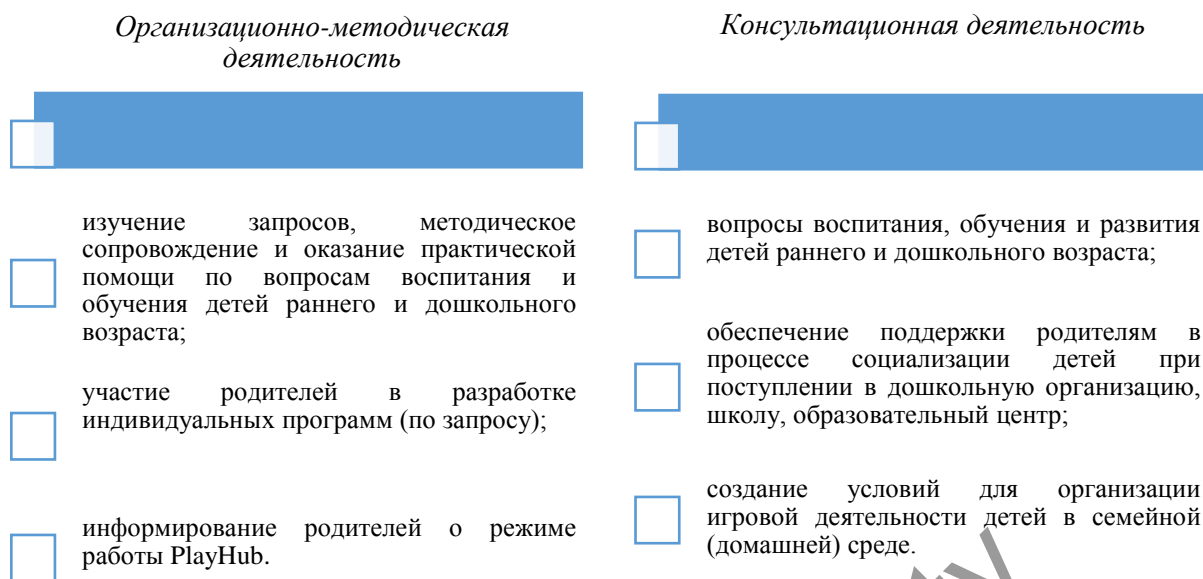 Организационно-методическая
деятельность
изучение запросов, методическое
сопровождение и оказание практической
помощи по вопросам воспитания и
обучения детей раннего и дошкольного
возраста;
участие родителей в разработке
индивидуальных программ (по запросу);
информирование родителей о режиме
работы PlayHub.
Консультационная деятельность
вопросы воспитания, обучения и развития
детей раннего и дошкольного возраста;
обеспечение поддержки родителям в
процессе социализации детей при
поступлении в дошкольную организацию,
школу, образовательный центр;
создание условий для организации
игровой деятельности детей в семейной
(домашней) среде.